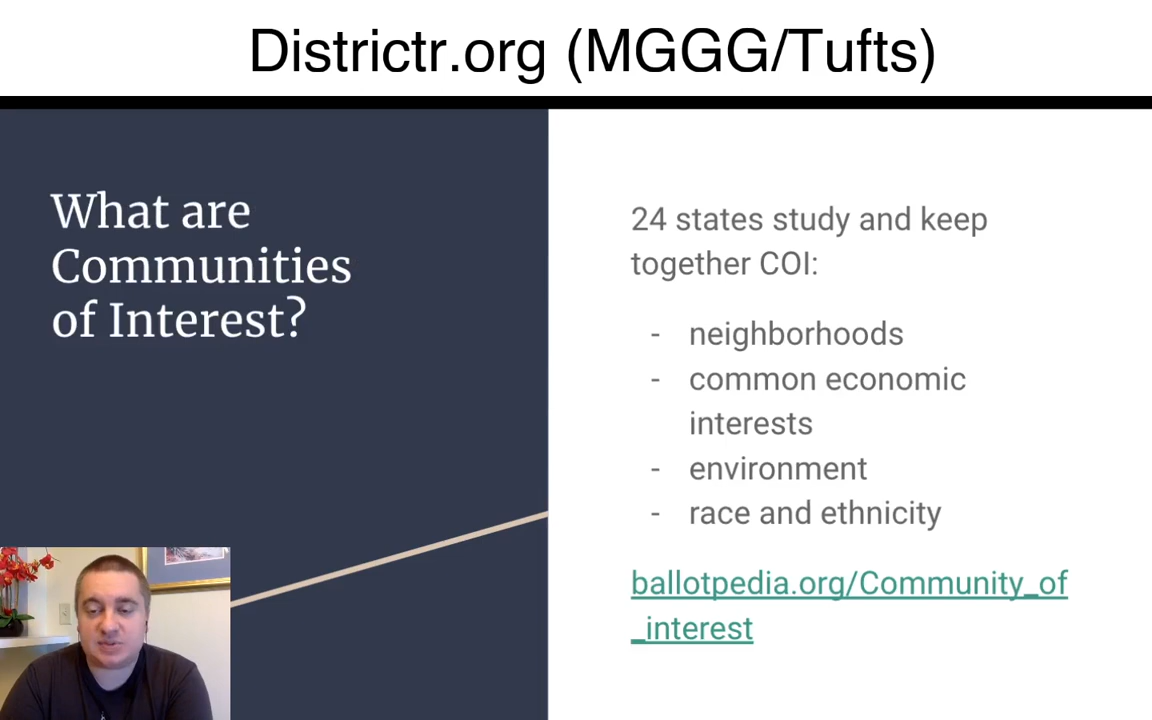 Districtr.org (MGGG/Tufts)
What are
Communities
of Interest?
24 states study and keep
together COI:
- neighborhoods
- common economic
interests
- environment
- race and ethnicity
ballotpedia.org/Community_of
_interest